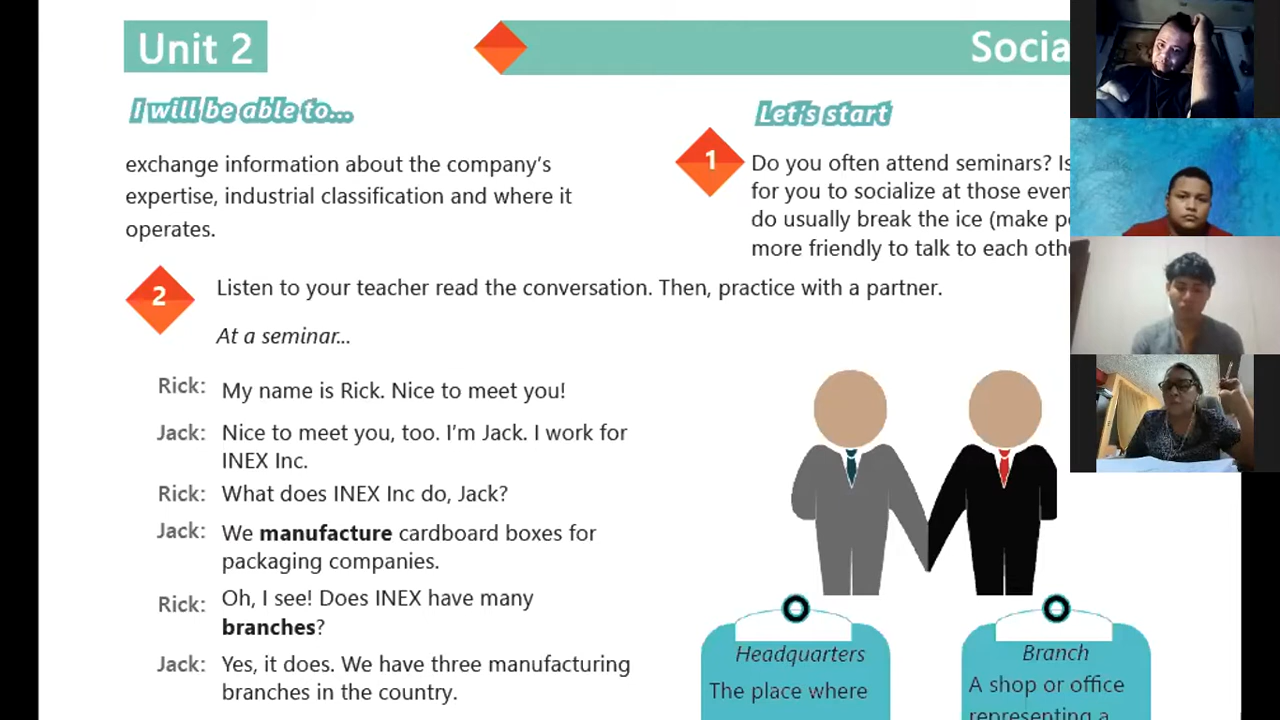 Unit 2
Socia
I will be able to...
Let's start
exchange information about the company's
expertise, industrial classification and where it
operates.
1
Do you often attend seminars? Is
for you to socialize at those even
do usually break the ice (make pe
more friendly to talk to each othe
2
Listen to your teacher read the conversation. Then, practice with a partner.
At a seminar...
Rick: My name is Rick. Nice to meet you!
Jack: Nice to meet you, too. I'm Jack. I work for
INEX Inc.
Rick: What does INEX Inc do, Jack?
Jack: We manufacture cardboard boxes for
packaging companies.
Rick: Oh, I see! Does INEX have many
branches?
Jack: Yes, it does. We have three manufacturing
branches in the country.
Headquarters
The place where
Branch
A shop or office
representing a